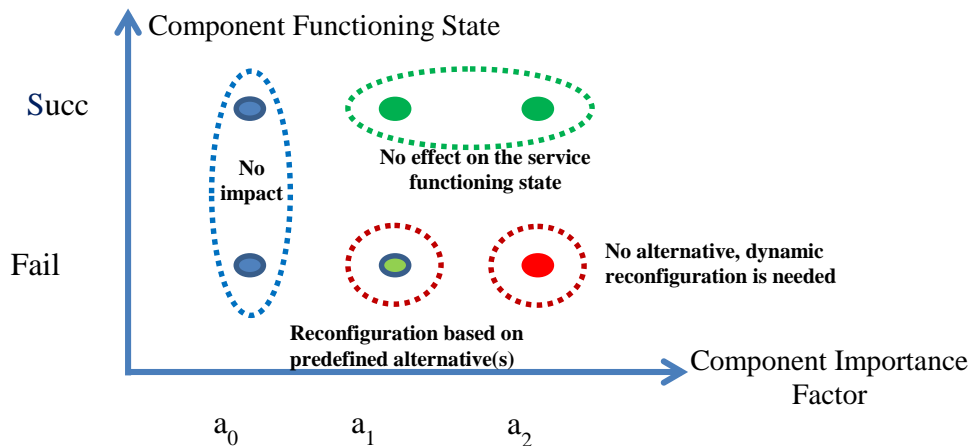 Component Functioning State
Succ
No
impact
No effect on the service
functioning state
Fail
No alternative, dynamic
reconfiguration is needed
Reconfiguration based on
predefined alternative(s)
Component Importance
Factor
a0
a1
a2